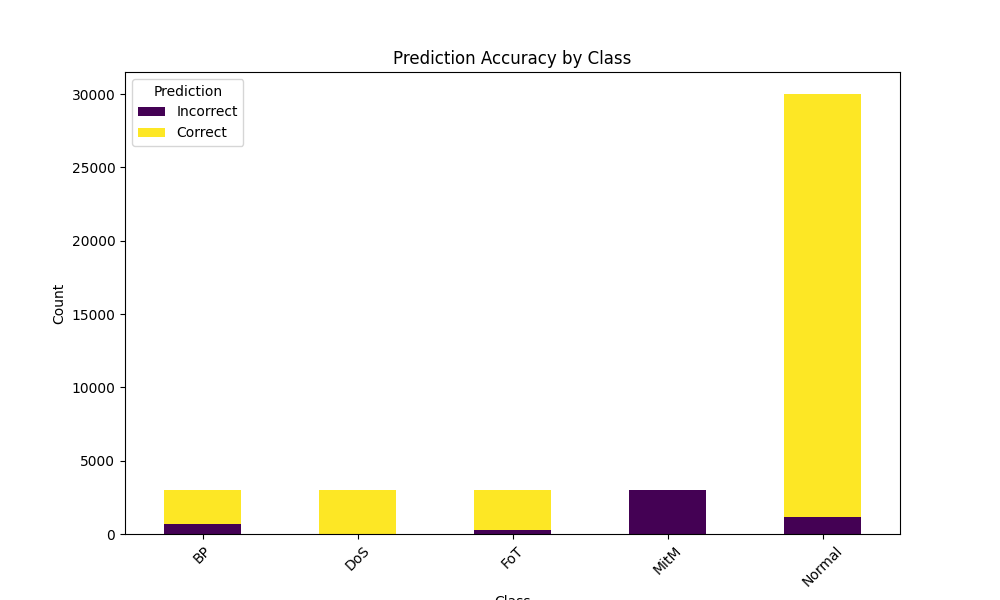 Prediction Accuracy by Class
Prediction
Incorrect
Correct
30000
25000
20000
15000
10000
5000
0
Count
BP
DoS
FoT
MitM
Normal
Class